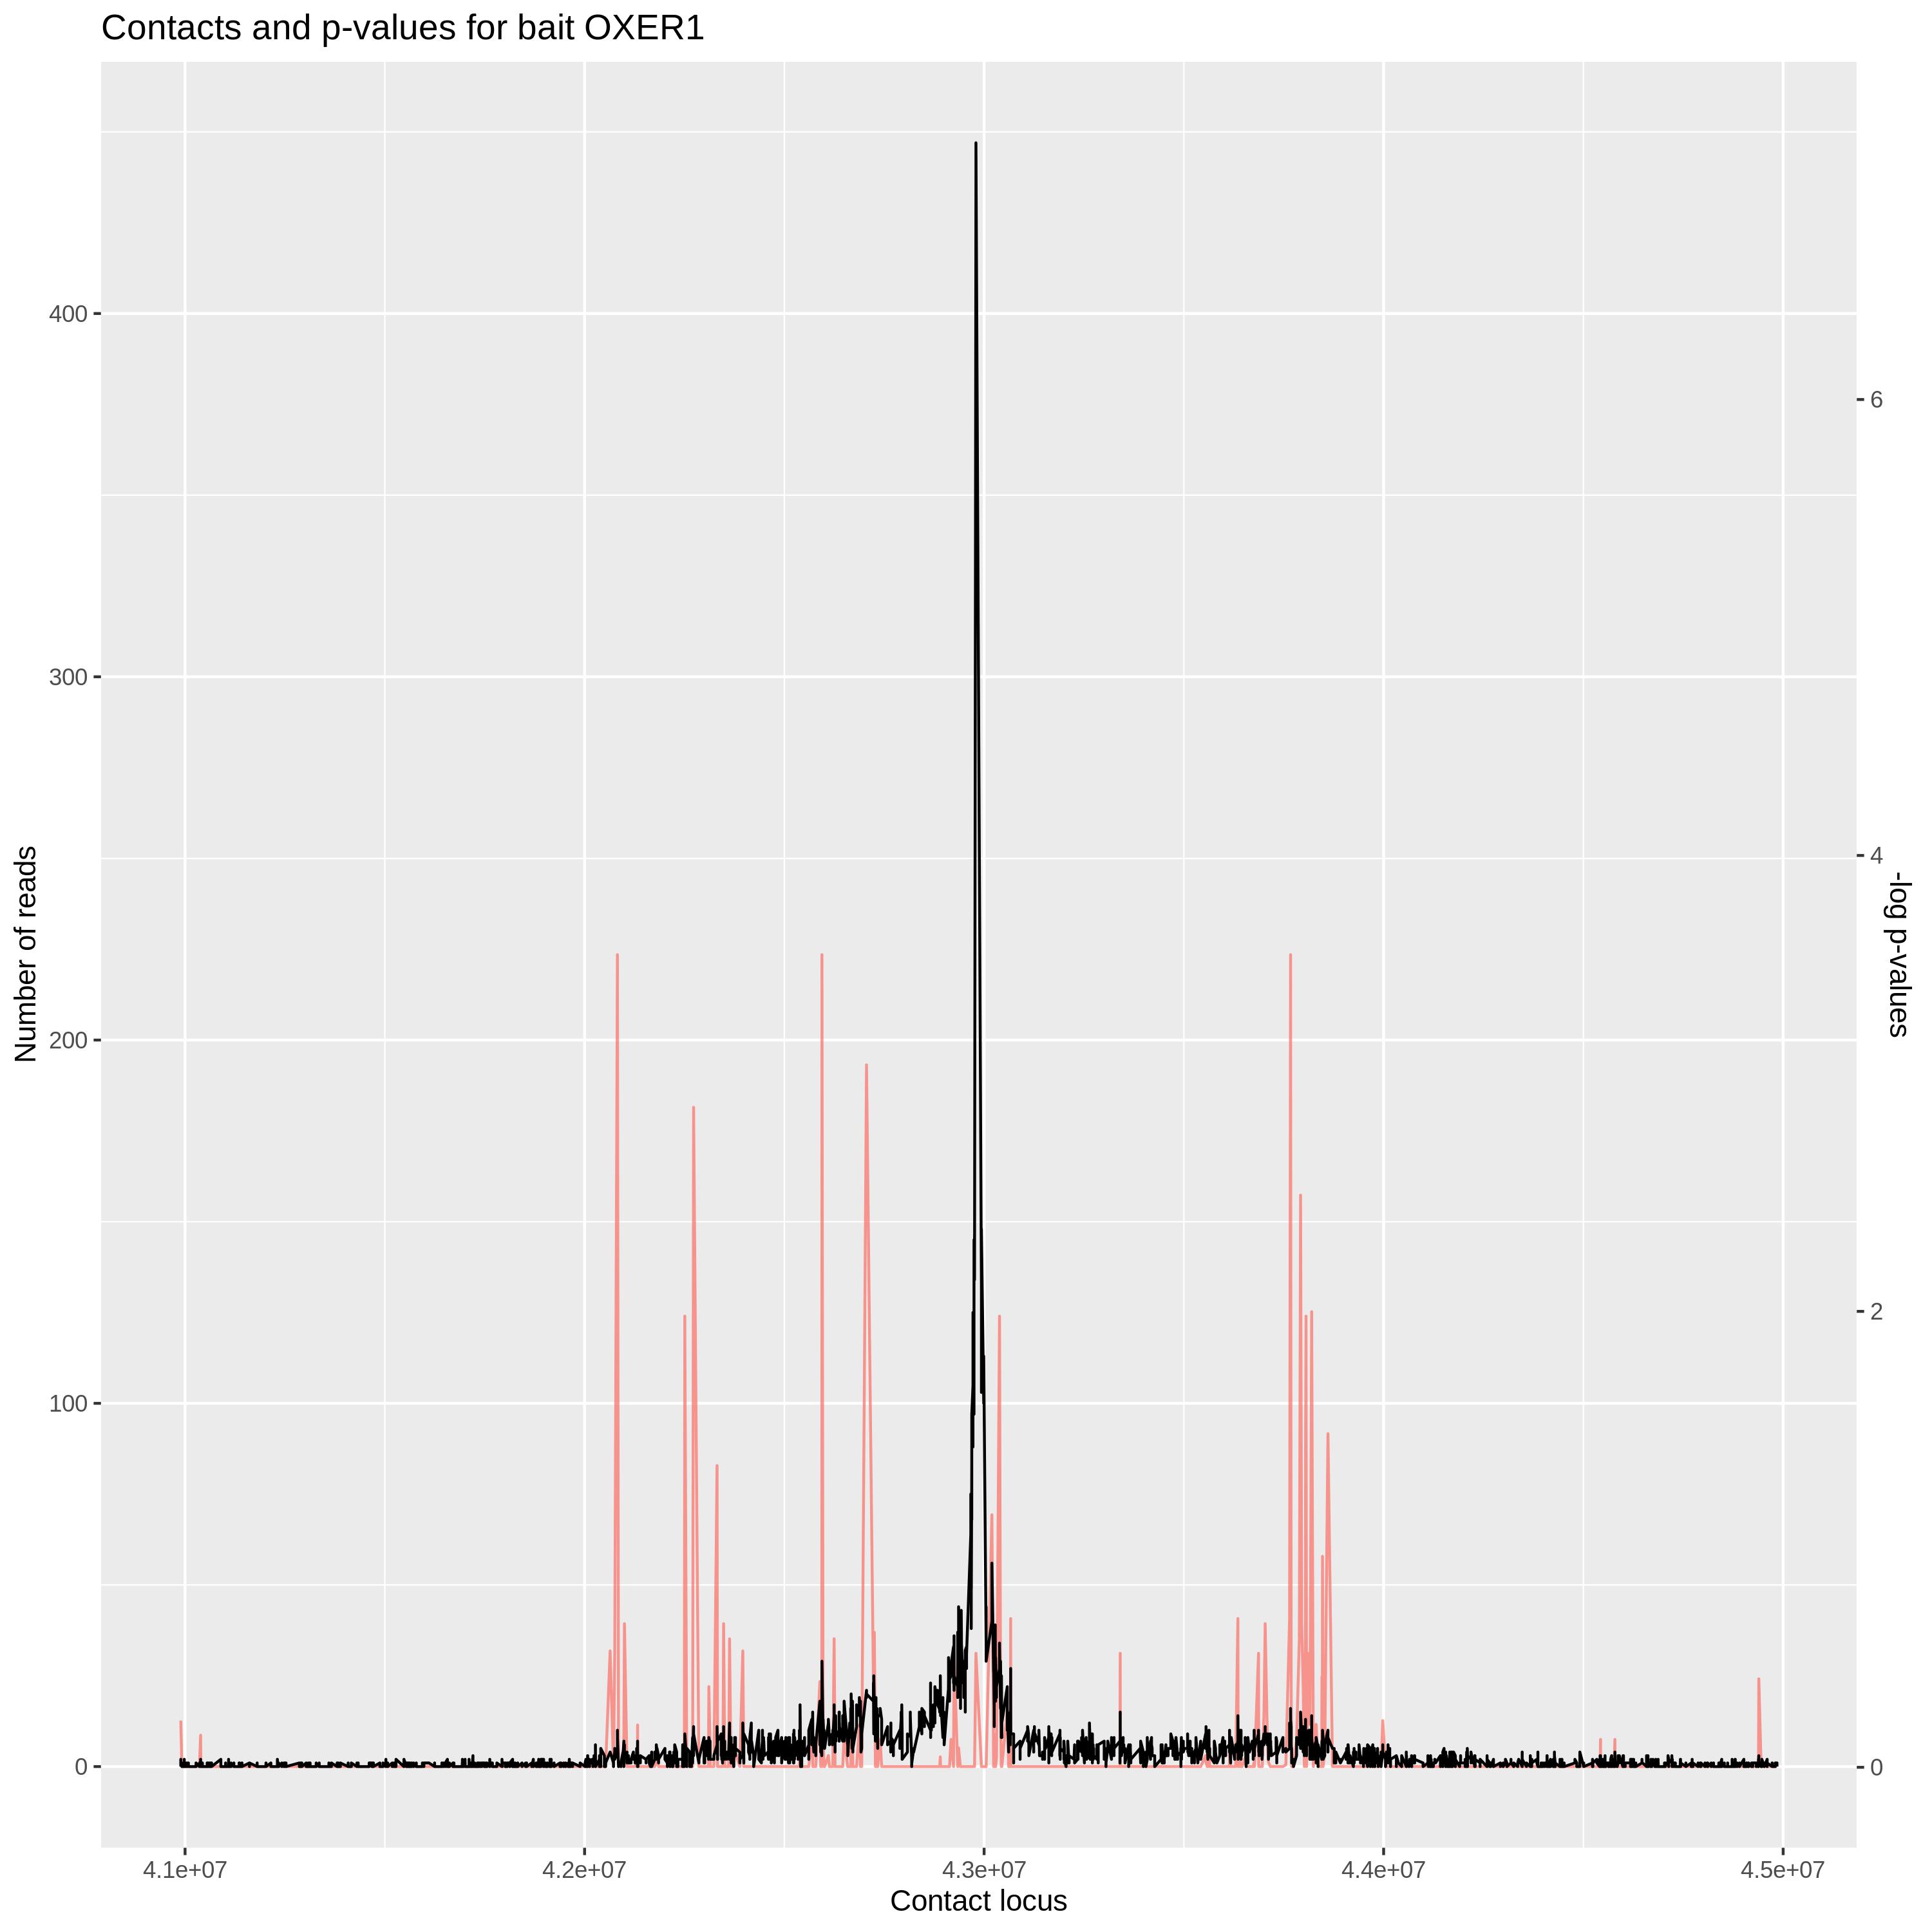 Contacts and p-values for bait OXER1
Number of reads
400
300
200
100
0
6
4
2
0
-log p-values
4.1e+07
4.2e+07
4.3e+07
4.4e+07
4.5e+07
Contact locus